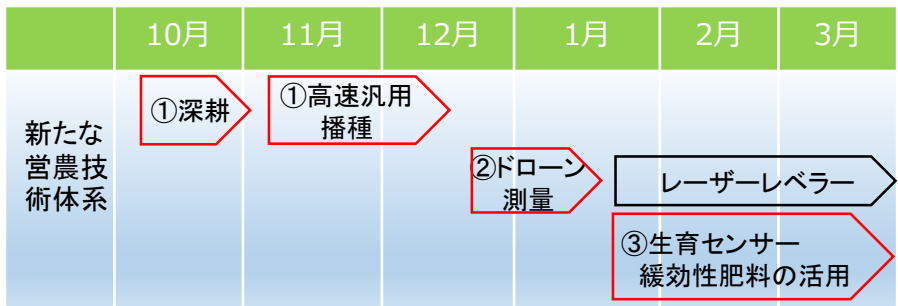 10月 11月 12月 1月 2月 3月
新たな
営農技
術体系
①深耕
①高速汎用
播種
②ドローン
測量
レーザーレベラー
③生育センサー
緩効性肥料の活用